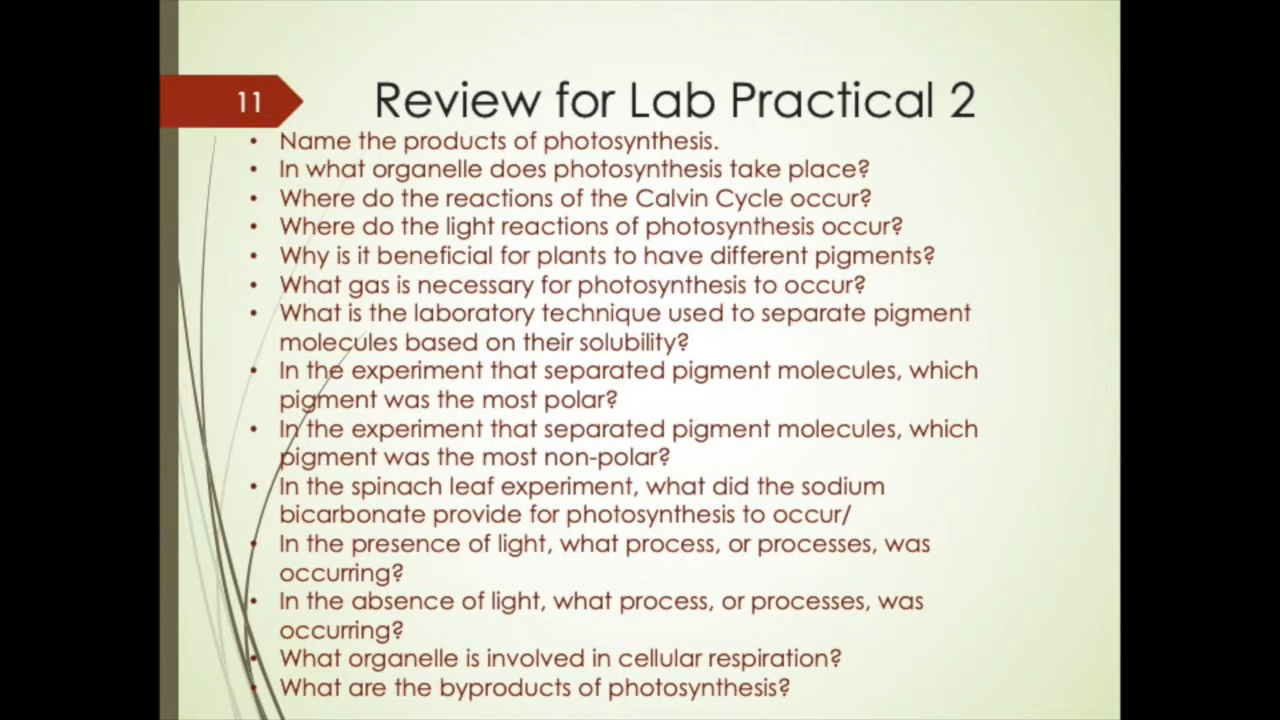 11
Review for Lab Practical 2
• Name the products of photosynthesis.
• In what organelle does photosynthesis take place?
• Where do the reactions of the Calvin Cycle occur?
• Where do the light reactions of photosynthesis occur?
• Why is it beneficial for plants to have different pigments?
• What gas is necessary for photosynthesis to occur?
• What is the laboratory technique used to separate pigment
molecules based on their solubility?
• In the experiment that separated pigment molecules, which
pigment was the most polar?
• In the experiment that separated pigment molecules, which
pigment was the most non-polar?
• In the spinach leaf experiment, what did the sodium
bicarbonate provide for photosynthesis to occur/
• In the presence of light, what process, or processes, was
occurring?
• In the absence of light, what process, or processes, was
occurring?
• What organelle is involved in cellular respiration?
• What are the byproducts of photosynthesis?